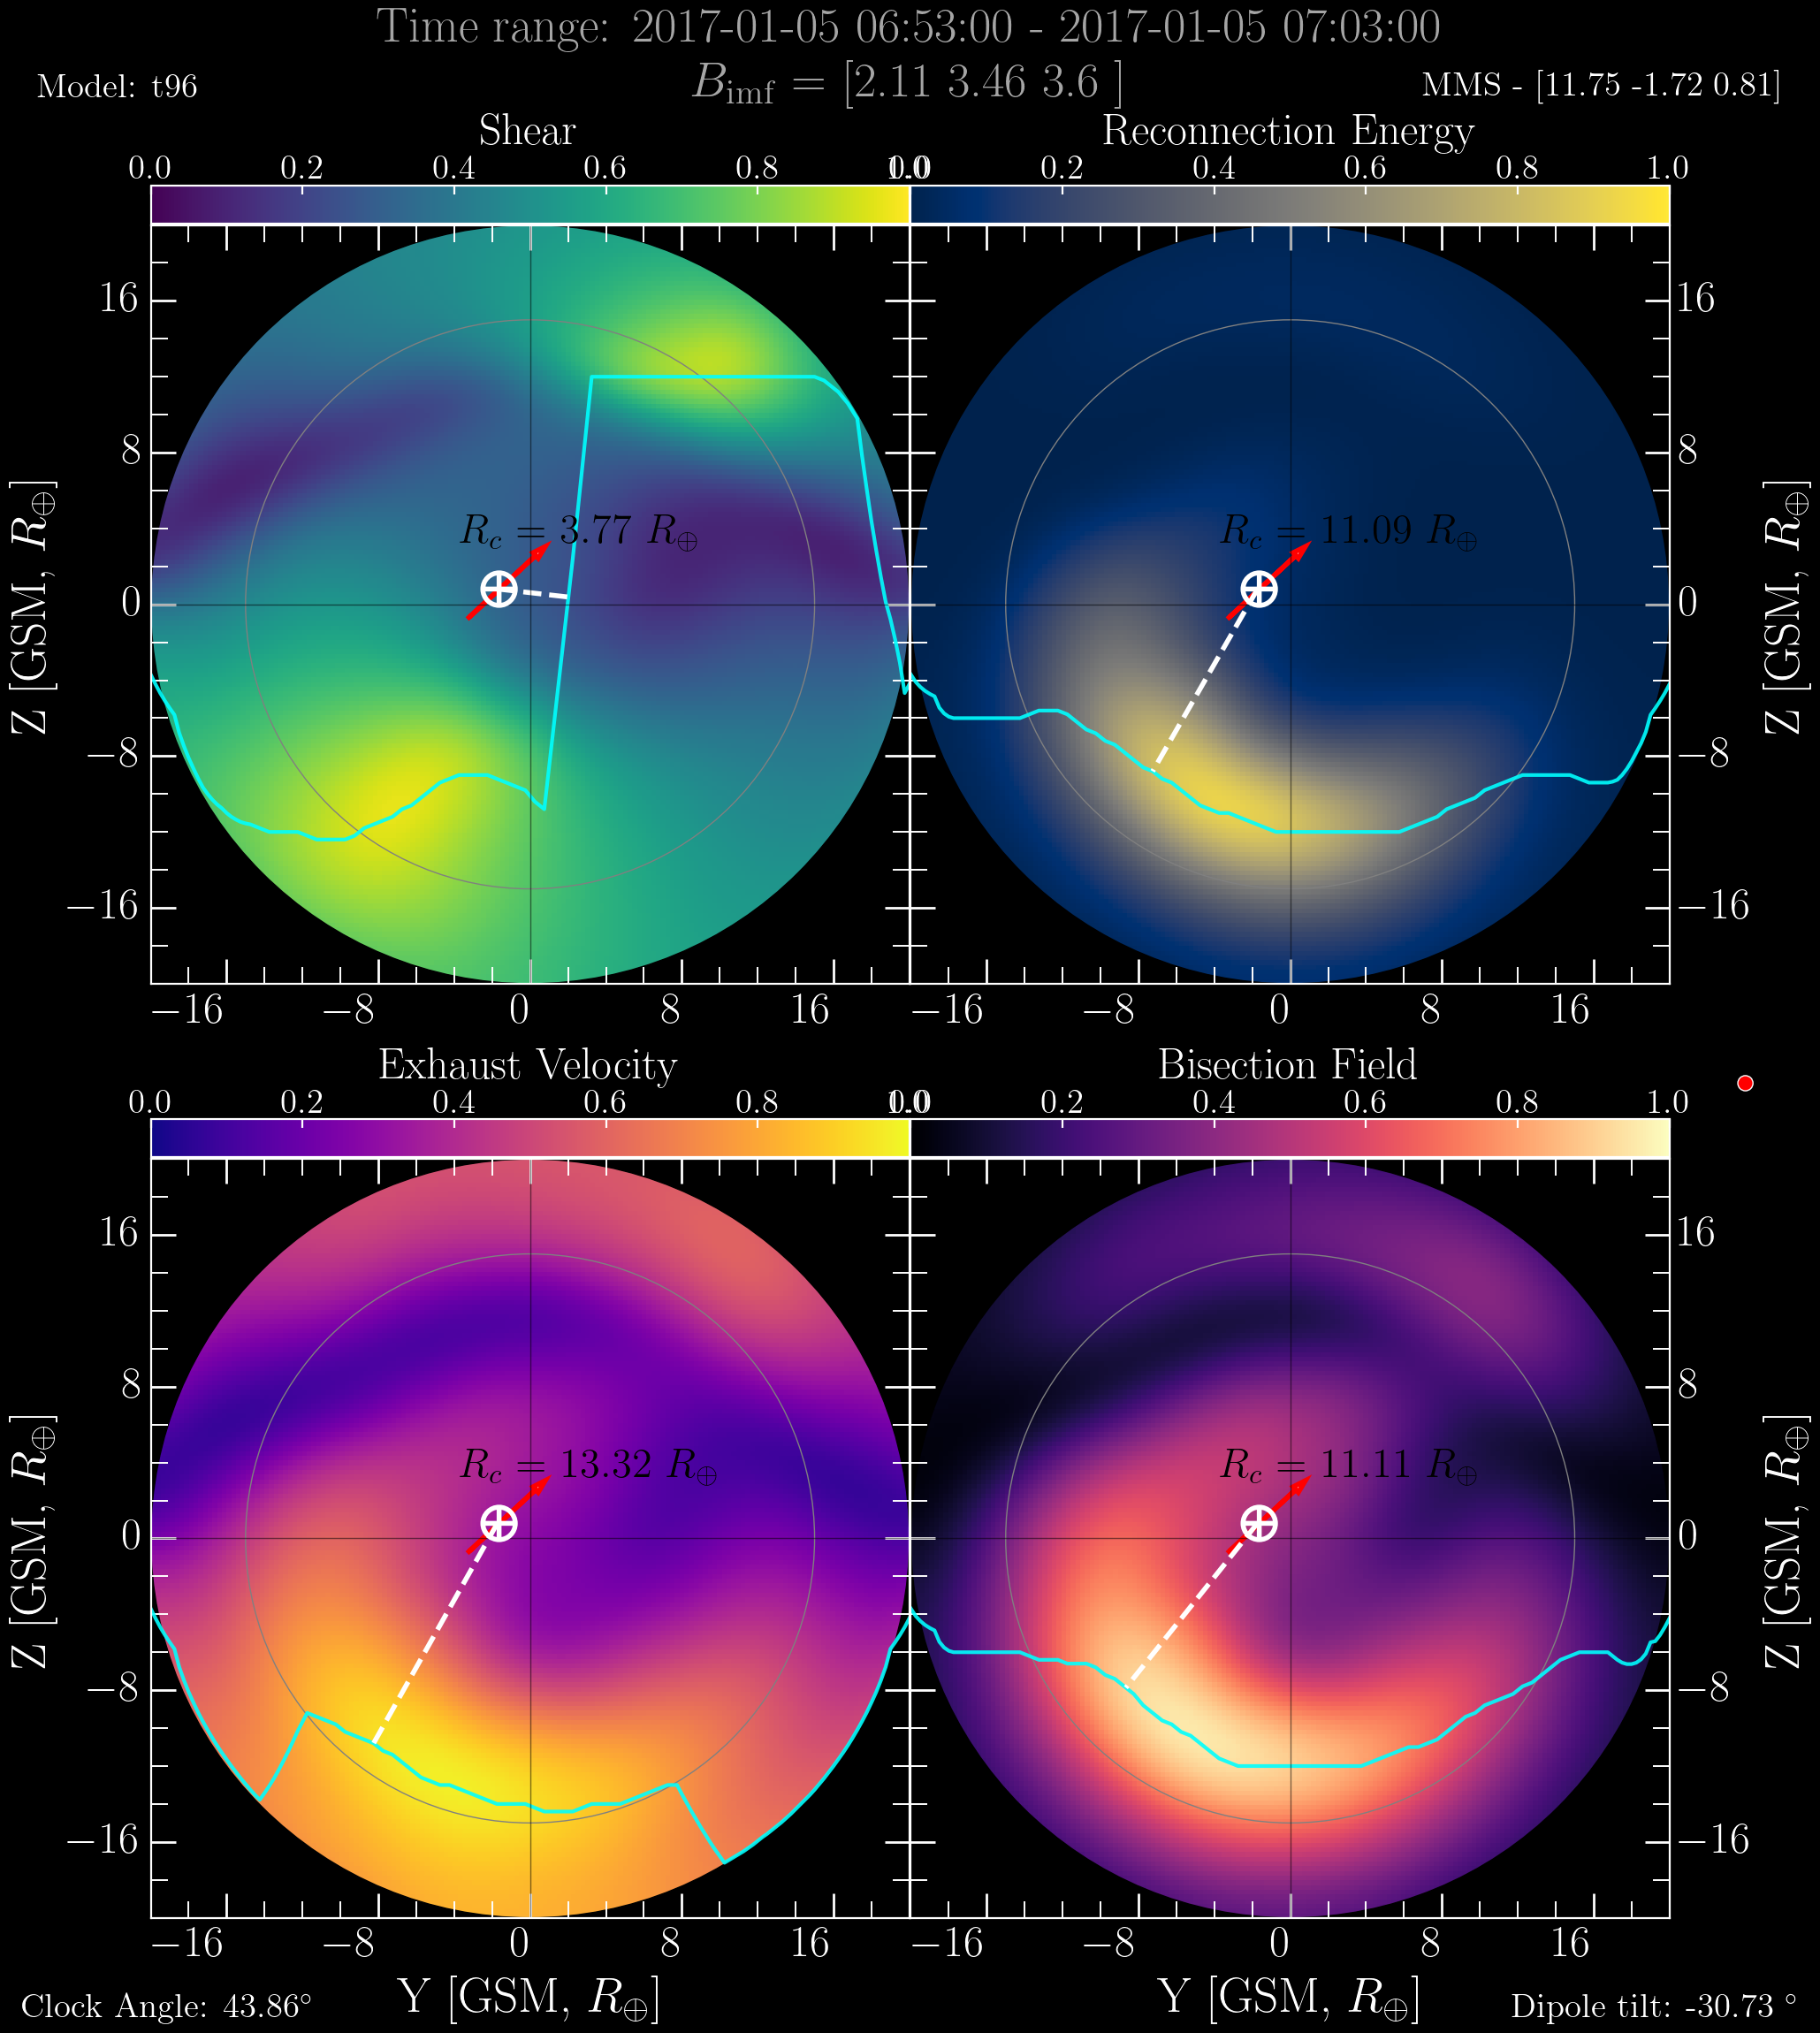 Time range: 2017-01-05 06:53:00 - 2017-01-05 07:03:00
Model: t96
B_imf = [2.11 3.46 3.6 ]
MMS - [11.75 -1.72 0.81]
Shear
Reconnection Energy
0.0 0.2 0.4 0.6 0.8 1.0
0.0 0.2 0.4 0.6 0.8 1.0
16
8
0
−8
−16
Z [GSM, R⊕]
R_c = 3.77 R⊕
R_c = 11.09 R⊕
16
8
0
−8
−16
Z [GSM, R⊕]
−16 −8 0 8 16
−16 −8 0 8 16
Exhaust Velocity
Bisection Field
0.0 0.2 0.4 0.6 0.8 1.0
0.0 0.2 0.4 0.6 0.8 1.0
16
8
0
−8
−16
Z [GSM, R⊕]
R_c = 13.32 R⊕
R_c = 11.11 R⊕
16
8
0
−8
−16
Z [GSM, R⊕]
−16 −8 0 8 16
−16 −8 0 8 16
Y [GSM, R⊕]
Y [GSM, R⊕]
Clock Angle: 43.86°
Dipole tilt: -30.73 °